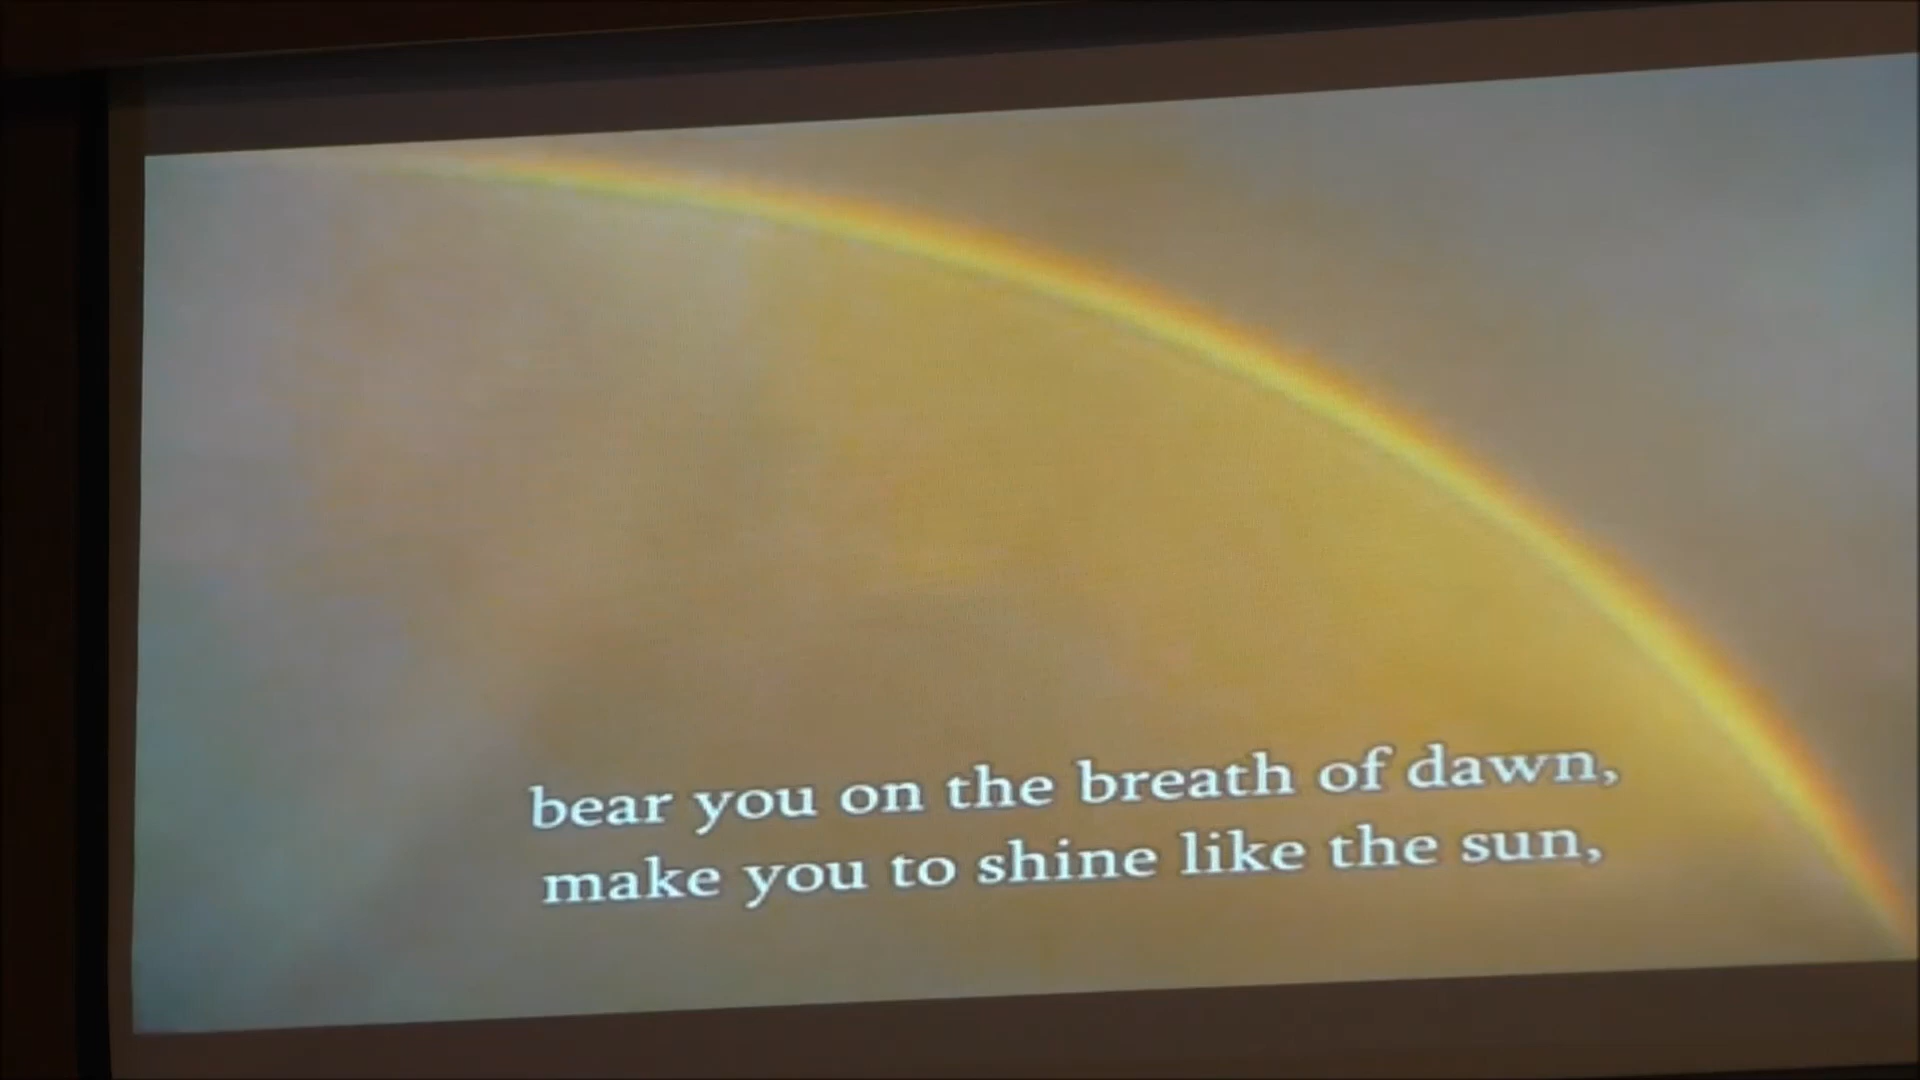 bear you on the breath of dawn,
make you to shine like the sun,